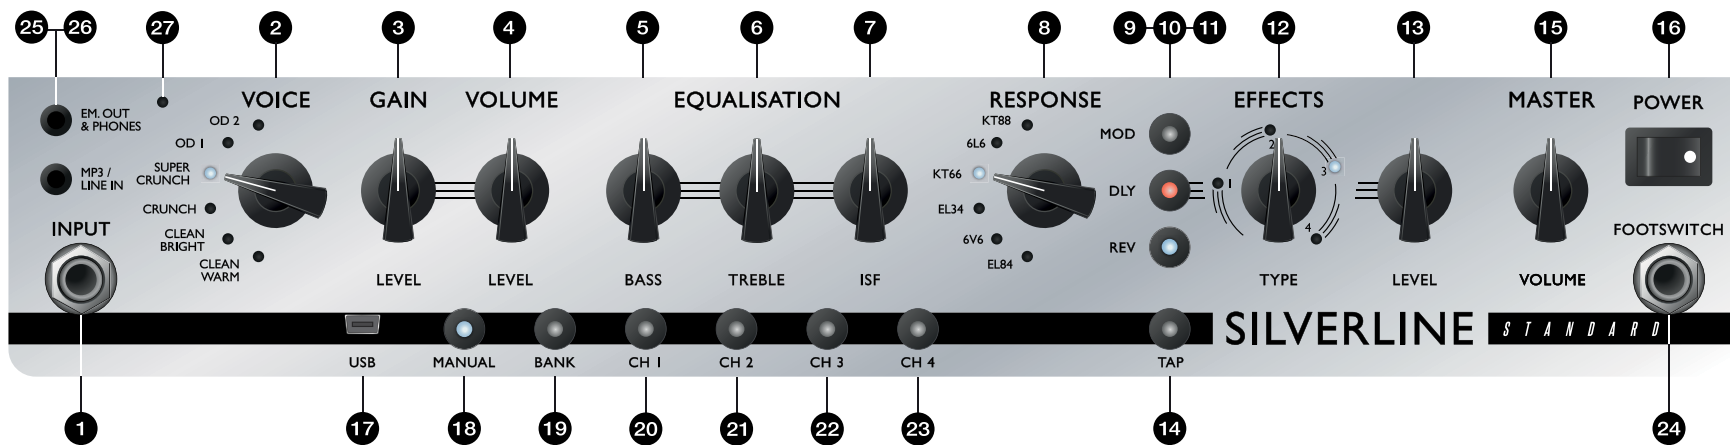 25 26 27 2 3 4 5 6 7 8 9 10 11 12 13 15 16
EM. OUT
& PHONES
MP3 /
LINE IN
INPUT
VOICE
OD 2
OD 1
SUPER
CRUNCH
CRUNCH
CLEAN
BRIGHT
CLEAN
WARM
GAIN
LEVEL
VOLUME
LEVEL
EQUALISATION
BASS
TREBLE
ISF
RESPONSE
KT88
6L6
KT66
EL34
6V6
EL84
MOD
DLY
REV
EFFECTS
2
3
1
4
TYPE
LEVEL
MASTER
VOLUME
POWER
FOOTSWITCH
SILVERLINE
STANDARD
USB
MANUAL
BANK
CH 1
CH 2
CH 3
CH 4
TAP
1 17 18 19 20 21 22 23 14 24